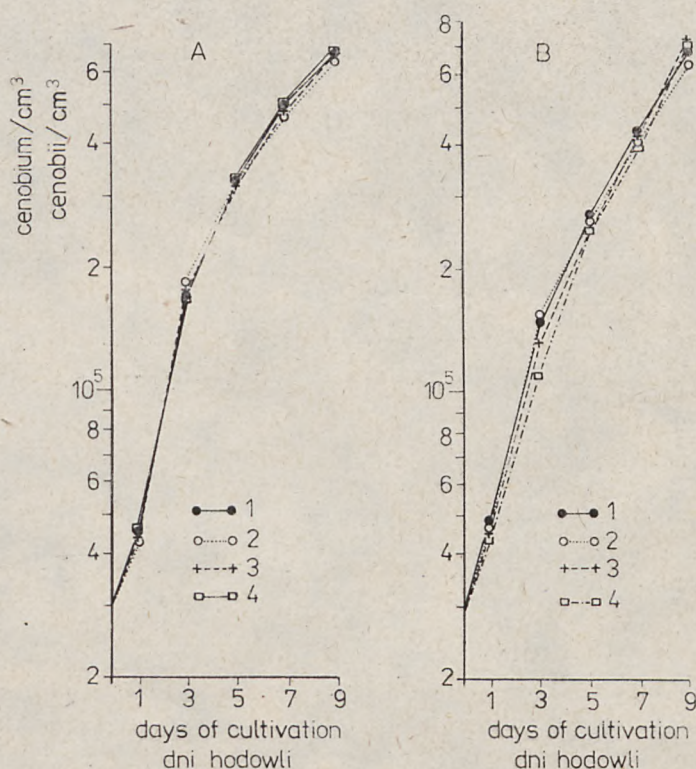 A
B
cenobium/cm³
cenobii/cm³
6
4
2
10⁵
8
6
4
2
8
6
4
2
10⁵
8
6
4
2
1
2
3
4
1
2
3
4
1 3 5 7 9
1 3 5 7 9
days of cultivation
dni hodowli
days of cultivation
dni hodowli